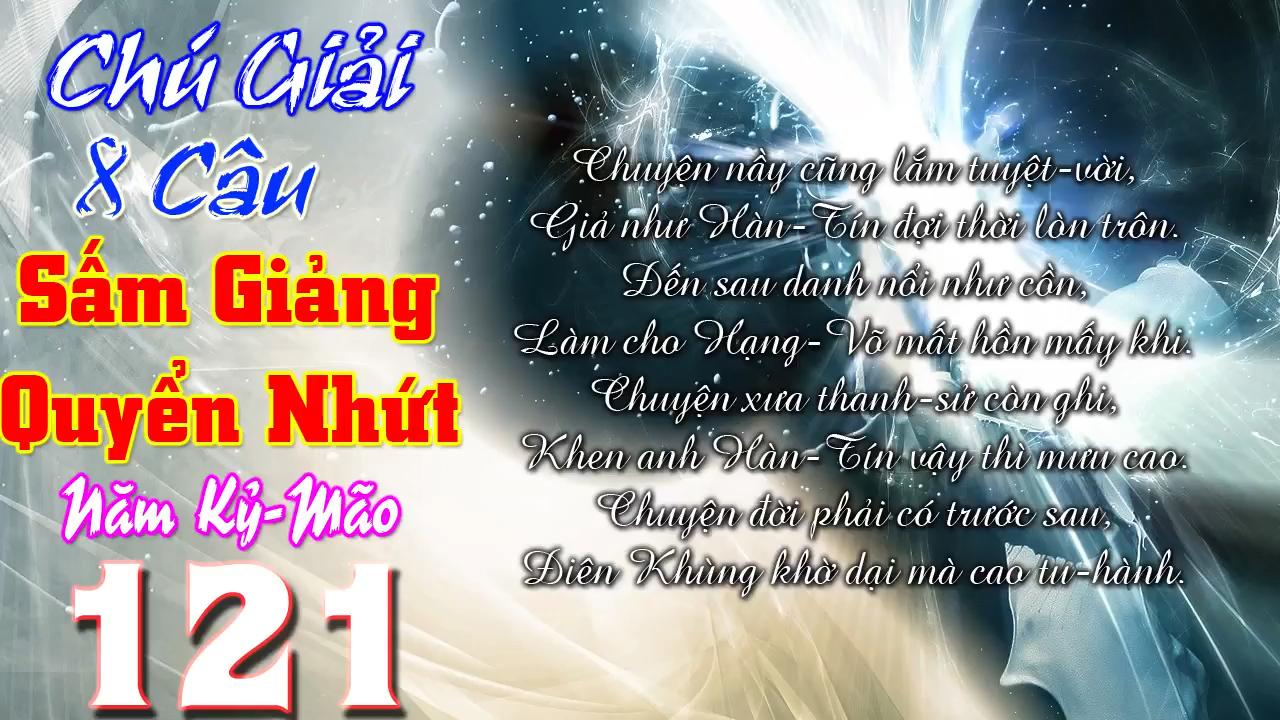 Chú Giải
8 Câu
Sấm Giảng
Quyển Nhứt
Năm Kỷ-Mão
121
Chuyện nầy cũng lắm tuyệt-vời,
Giả như Hàn-Tín đợi thời lòn trôn.
Đến sau danh nổi như cồn,
Làm cho Hạng-Võ mất hồn mấy khi.
Chuyện xưa thanh-sử còn ghi,
Khen anh Hàn-Tín vậy thì mưu cao.
Chuyện đời phải có trước sau,
Điên Khùng khờ dại mà cao tu-hành.